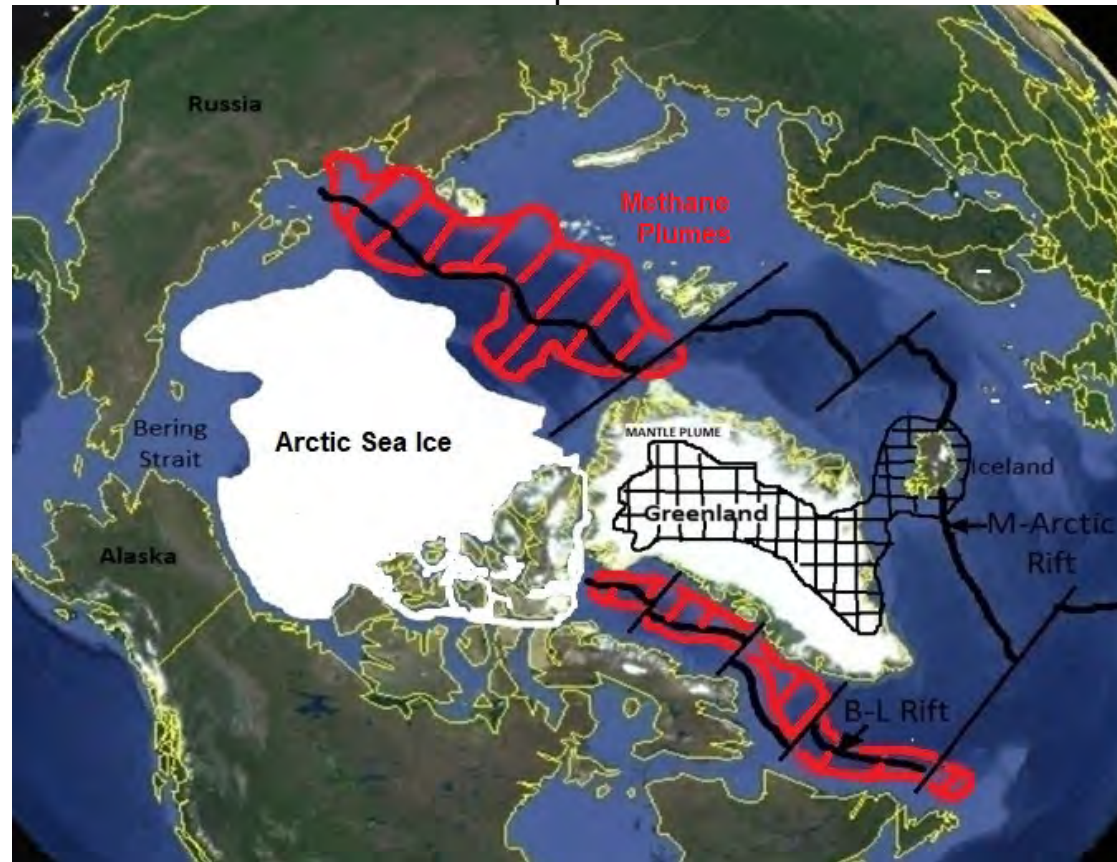 Russia
Methane
Plumes
Bering
Strait
Arctic Sea Ice
MANTLE PLUME
Greenland
Iceland
M-Arctic
Rift
Alaska
B-L Rift